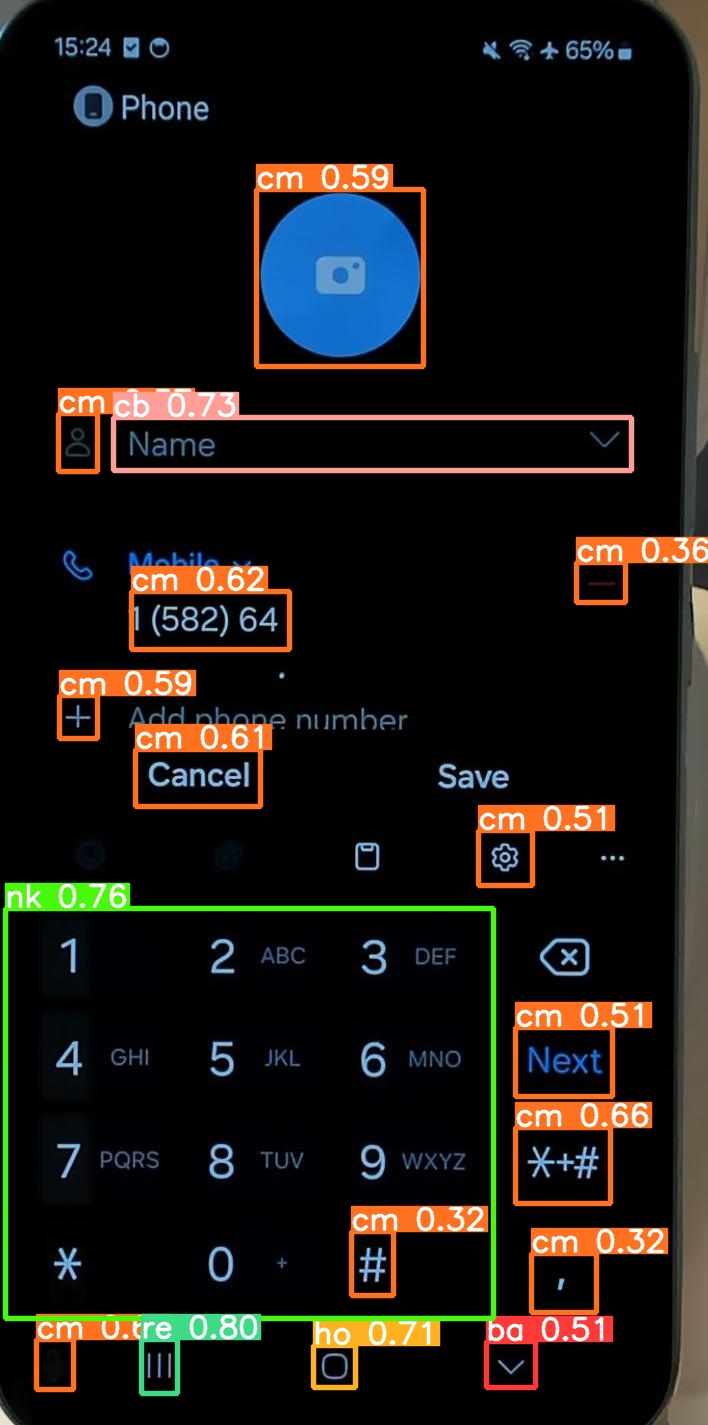 15:24 65%
Phone
cm 0.59
cm cb 0.73
Name
Mobile
cm 0.36
cm 0.62
1 (582) 64
cm 0.59
+ Add phone number
cm 0.61
Cancel Save
cm 0.51
...
nk 0.76
1 2 ABC 3 DEF
cm 0.51
4 GHI 5 JKL 6 MNO Next
cm 0.66
7 PQRS 8 TUV 9 WXYZ *+#
cm 0.32
cm 0.32
* 0 + # ,
cm re 0.80 ho 0.71 ba 0.51